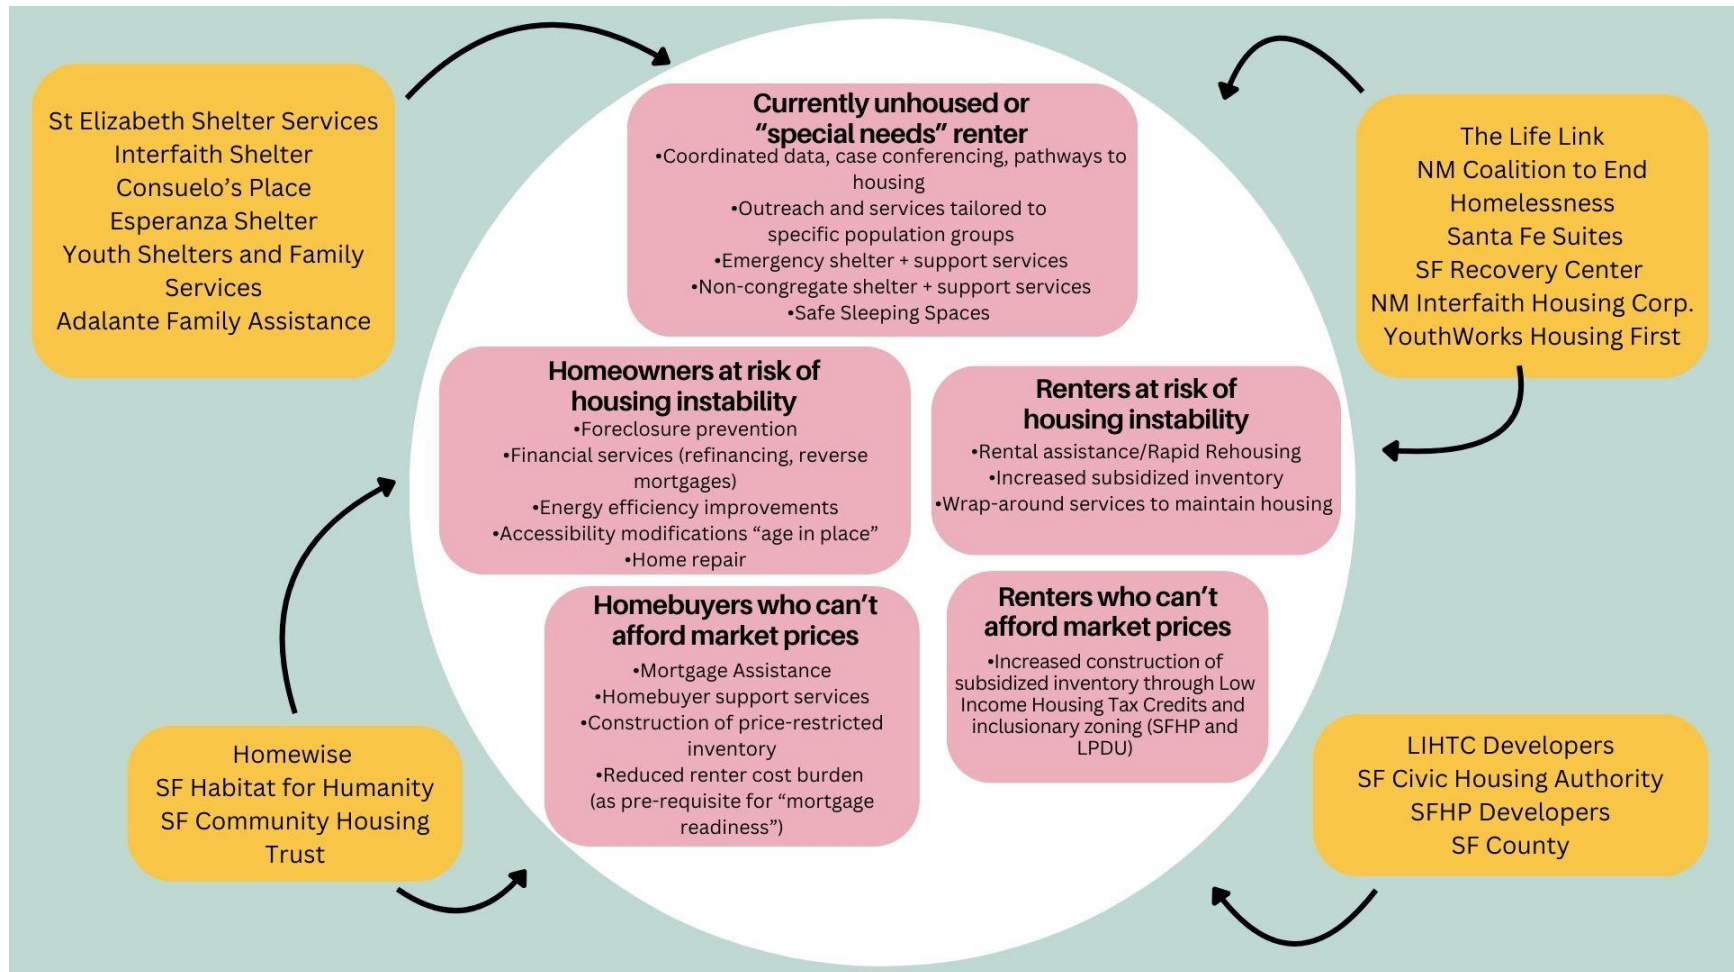 St Elizabeth Shelter Services
Interfaith Shelter
Consuelo’s Place
Esperanza Shelter
Youth Shelters and Family
Services
Adalante Family Assistance
Currently unhoused or
“special needs” renter
•Coordinated data, case conferencing, pathways to
housing
•Outreach and services tailored to
specific population groups
•Emergency shelter + support services
•Non-congregate shelter + support services
•Safe Sleeping Spaces
The Life Link
NM Coalition to End
Homelessness
Santa Fe Suites
SF Recovery Center
NM Interfaith Housing Corp.
YouthWorks Housing First
Homeowners at risk of
housing instability
•Foreclosure prevention
•Financial services (refinancing, reverse
mortgages)
•Energy efficiency improvements
•Accessibility modifications “age in place”
•Home repair
Renters at risk of
housing instability
•Rental assistance/Rapid Rehousing
•Increased subsidized inventory
•Wrap-around services to maintain housing
Homebuyers who can’t
afford market prices
•Mortgage Assistance
•Homebuyer support services
•Construction of price-restricted
inventory
•Reduced renter cost burden
(as pre-requisite for “mortgage
readiness”)
Renters who can’t
afford market prices
•Increased construction of
subsidized inventory through Low
Income Housing Tax Credits and
inclusionary zoning (SFHP and
LPDU)
Homewise
SF Habitat for Humanity
SF Community Housing
Trust
LIHTC Developers
SF Civic Housing Authority
SFHP Developers
SF County